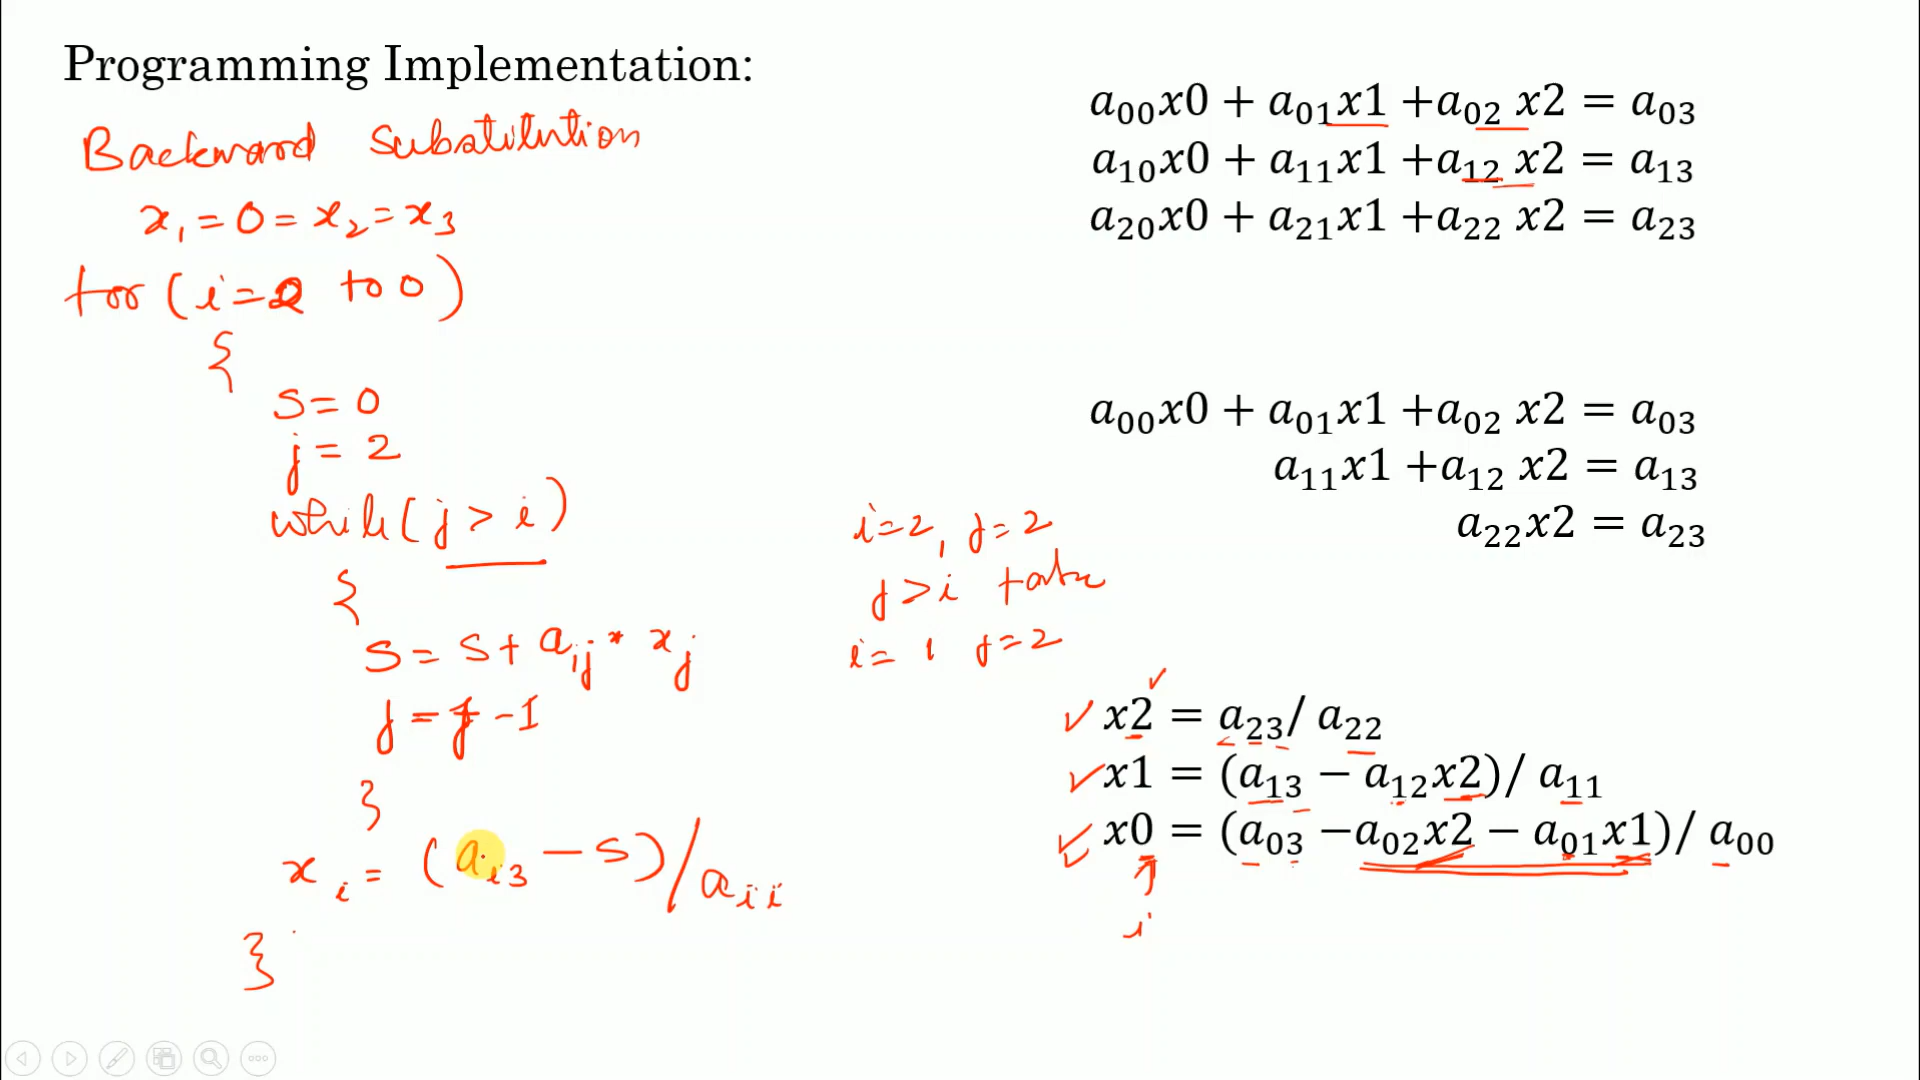 Programming Implementation:
Backward Substitution
x₁ = 0 = x₂ = x₃
for (i = 2 to 0)
{
s = 0
j = 2
while (j > i)
{
s = s + aᵢⱼ * xⱼ
j = j - 1
}
xᵢ = (aᵢ₃ − s) / aᵢᵢ
}
i = 2, j = 2
j > i false
i = 1 j = 2
a₀₀x0 + a₀₁x1 +a₀₂ x2 = a₀₃
a₁₀x0 + a₁₁x1 +a₁₂ x2 = a₁₃
a₂₀x0 + a₂₁x1 +a₂₂ x2 = a₂₃
a₀₀x0 + a₀₁x1 +a₀₂ x2 = a₀₃
a₁₁x1 +a₁₂ x2 = a₁₃
a₂₂x2 = a₂₃
x2 = a₂₃/ a₂₂
x1 = (a₁₃ − a₁₂x2)/ a₁₁
x0 = (a₀₃ −a₀₂x2 − a₀₁x1)/ a₀₀
i